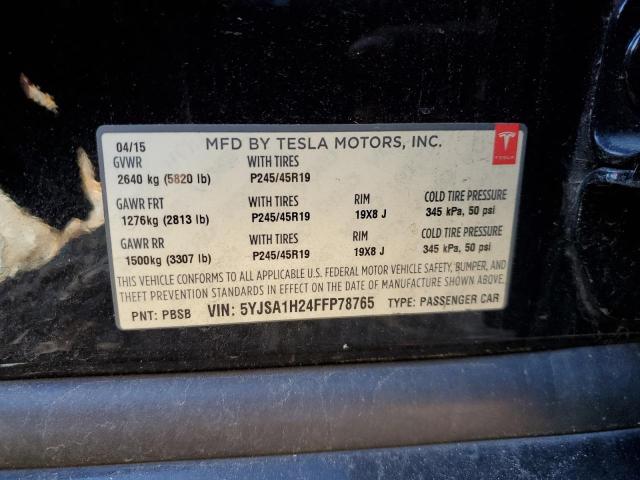 04/15 MFD BY TESLA MOTORS, INC.
GVWR WITH TIRES
2640 kg (5820 lb) P245/45R19
GAWR FRT WITH TIRES RIM COLD TIRE PRESSURE
1276kg (2813 lb) P245/45R19 19X8 J 345 kPa, 50 psi
GAWR RR WITH TIRES RIM COLD TIRE PRESSURE
1500kg (3307 lb) P245/45R19 19X8 J 345 kPa, 50 psi
THIS VEHICLE CONFORMS TO ALL APPLICABLE U.S. FEDERAL MOTOR VEHICLE SAFETY, BUMPER, AND
THEFT PREVENTION STANDARDS IN EFFECT ON THE DATE OF MANUFACTURE SHOWN ABOVE.
PNT: PBSB VIN: 5YJSA1H24FFP78765 TYPE: PASSENGER CAR
TESLA